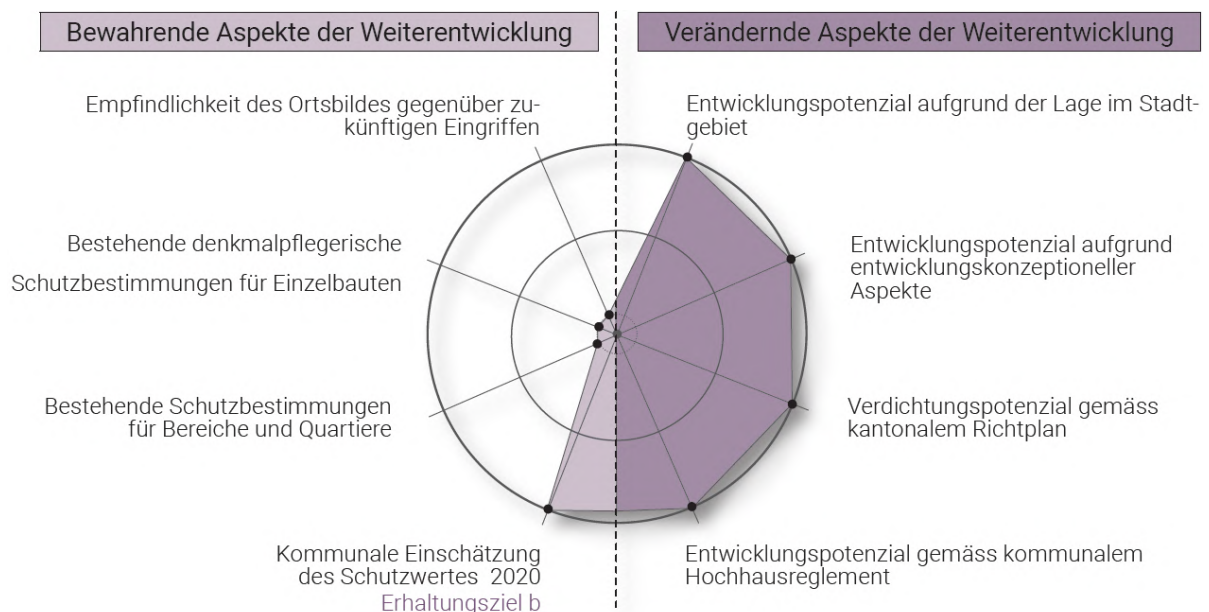 Bewahrende Aspekte der Weiterentwicklung
Verändernde Aspekte der Weiterentwicklung
Empfindlichkeit des Ortsbildes gegenüber zu-
künftigen Eingriffen
Entwicklungspotenzial aufgrund der Lage im Stadt-
gebiet
Bestehende denkmalpflegerische
Schutzbestimmungen für Einzelbauten
Entwicklungspotenzial aufgrund
entwicklungskonzeptioneller
Aspekte
Bestehende Schutzbestimmungen
für Bereiche und Quartiere
Verdichtungspotenzial gemäss
kantonalem Richtplan
Kommunale Einschätzung
des Schutzwertes 2020
Erhaltungsziel b
Entwicklungspotenzial gemäss kommunalem
Hochhausreglement